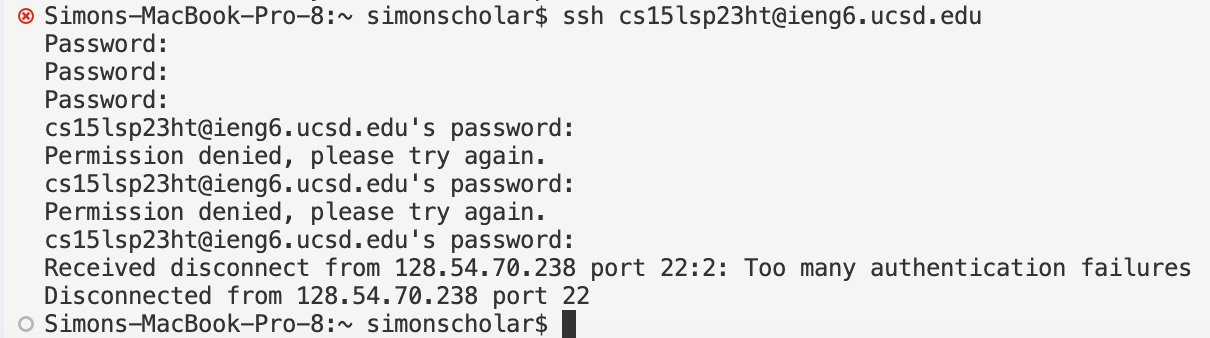 Simons-MacBook-Pro-8:~ simonscholar$ ssh cs15lsp23ht@ieng6.ucsd.edu
Password:
Password:
Password:
cs15lsp23ht@ieng6.ucsd.edu's password:
Permission denied, please try again.
cs15lsp23ht@ieng6.ucsd.edu's password:
Permission denied, please try again.
cs15lsp23ht@ieng6.ucsd.edu's password:
Received disconnect from 128.54.70.238 port 22:2: Too many authentication failures
Disconnected from 128.54.70.238 port 22
Simons-MacBook-Pro-8:~ simonscholar$